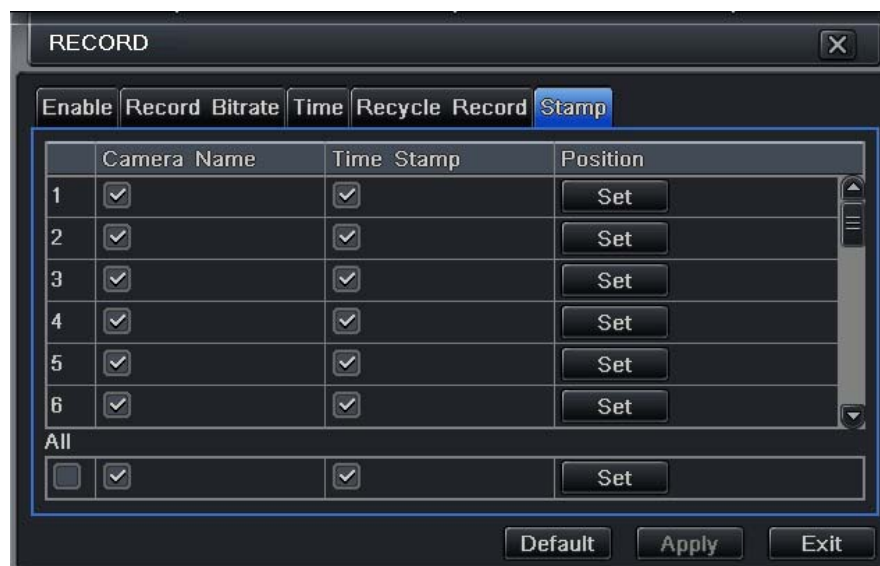 RECORD
Enable Record Bitrate Time Recycle Record Stamp
Camera Name Time Stamp Position
1 Set
2 Set
3 Set
4 Set
5 Set
6 Set
All
Set
Default Apply Exit